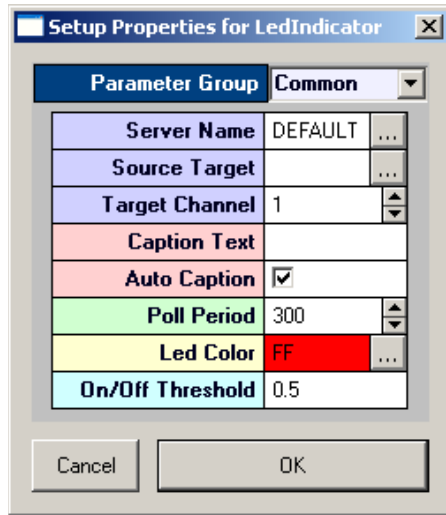 Setup Properties for LedIndicator
Parameter Group Common
Server Name DEFAULT ...
Source Target ...
Target Channel 1
Caption Text
Auto Caption
Poll Period 300
Led Color FF ...
On/Off Threshold 0.5
Cancel OK